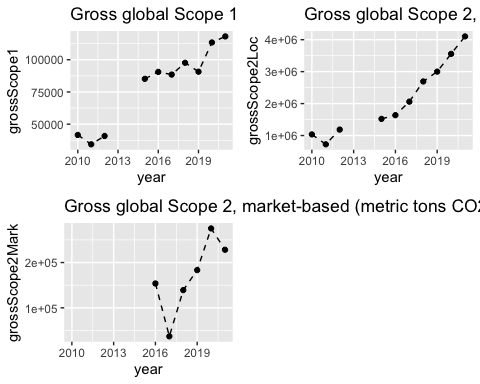 Gross global Scope 1
grossScope1
100000
75000
50000
2010
2013
2016
2019
year
Gross global Scope 2,
grossScope2Loc
4e+06
3e+06
2e+06
1e+06
2010
2013
2016
2019
year
Gross global Scope 2, market-based (metric tons CO2
grossScope2Mark
2e+05
1e+05
2010
2013
2016
2019
year